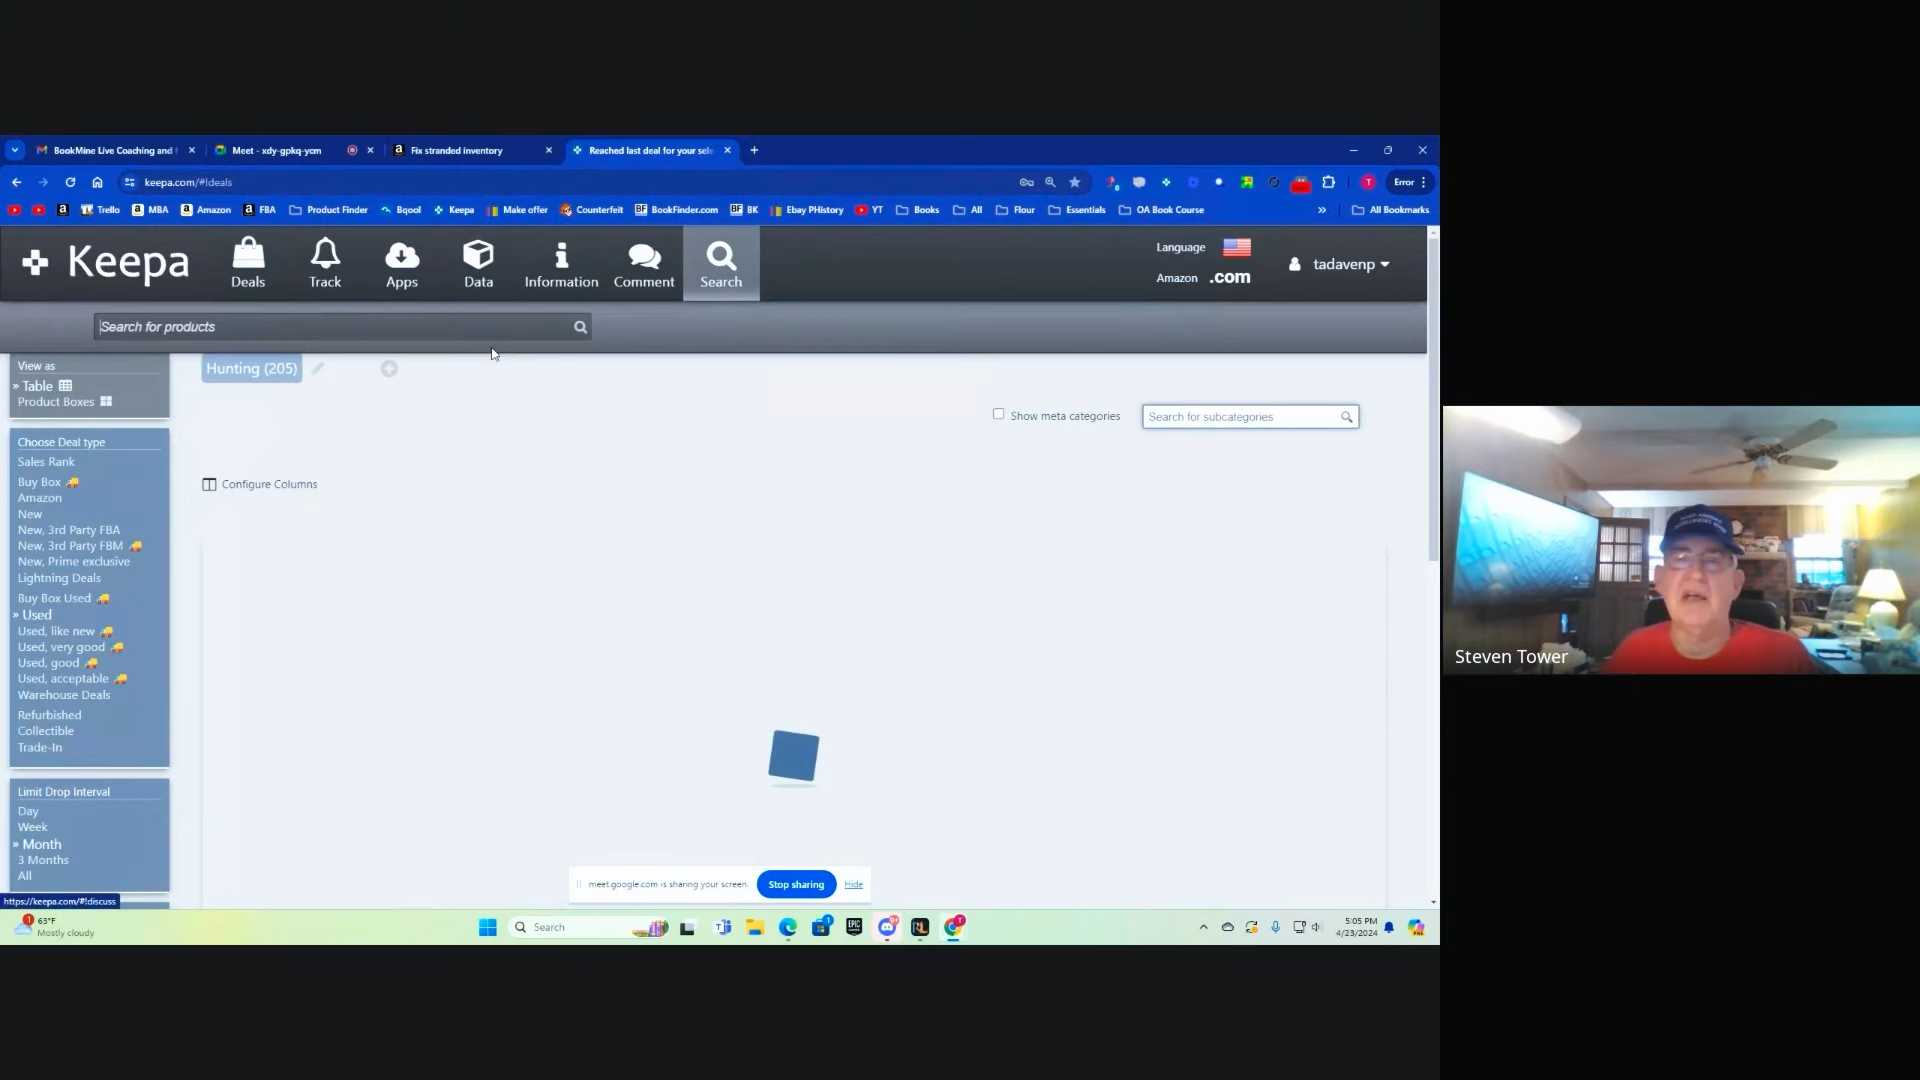 BookMine Live Coaching and
Meet - xdy-gpkq-ycm
Fix stranded inventory
Reached last deal for your sele
keepa.com/#!deals
Error
Trello
MBA
Amazon
FBA
Product Finder
Bqool
Keepa
Make offer
Counterfeit
BookFinder.com
BK
Ebay PHistory
YT
Books
All
Flour
Essentials
OA Book Course
All Bookmarks
Keepa
Deals
Track
Apps
Data
Information
Comment
Search
Language
Amazon .com
tadavenp
Search for products
View as
» Table
Product Boxes
Hunting (205)
Show meta categories
Search for subcategories
Configure Columns
Choose Deal type
Sales Rank
Buy Box
Amazon
New
New, 3rd Party FBA
New, 3rd Party FBM
New, Prime exclusive
Lightning Deals
Buy Box Used
» Used
Used, like new
Used, very good
Used, good
Used, acceptable
Warehouse Deals
Refurbished
Collectible
Trade-In
Limit Drop Interval
Day
Week
» Month
3 Months
All
https://keepa.com/#!discuss
meet.google.com is sharing your screen.
Stop sharing
Hide
63°F
Mostly cloudy
Search
5:05 PM
4/23/2024
Steven Tower